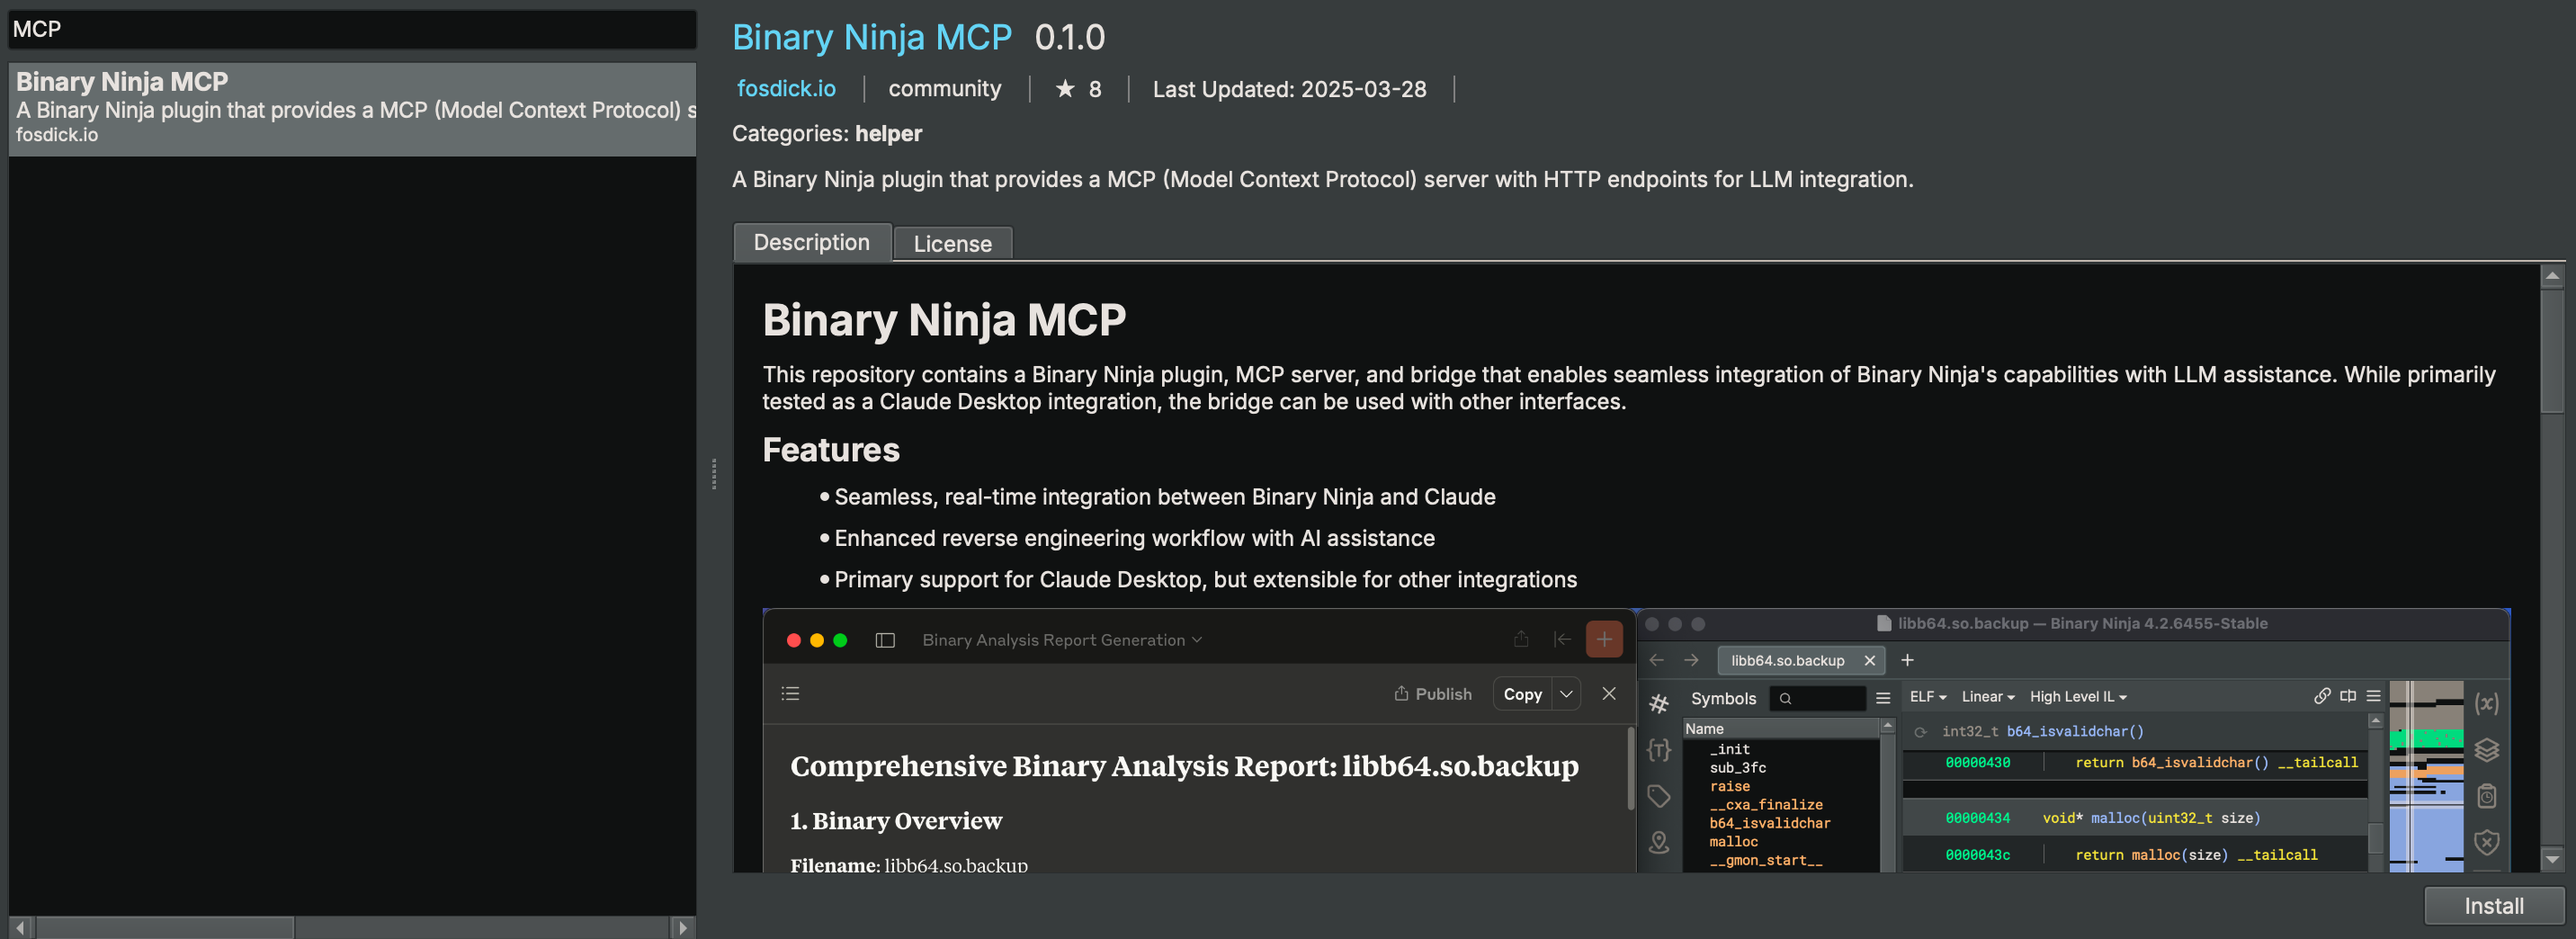 MCP
Binary Ninja MCP
A Binary Ninja plugin that provides a MCP (Model Context Protocol) s
fosdick.io
Binary Ninja MCP 0.1.0
fosdick.io | community | ★ 8 | Last Updated: 2025-03-28 |
Categories: helper
A Binary Ninja plugin that provides a MCP (Model Context Protocol) server with HTTP endpoints for LLM integration.
Description License
Binary Ninja MCP
This repository contains a Binary Ninja plugin, MCP server, and bridge that enables seamless integration of Binary Ninja's capabilities with LLM assistance. While primarily
tested as a Claude Desktop integration, the bridge can be used with other interfaces.
Features
• Seamless, real-time integration between Binary Ninja and Claude
• Enhanced reverse engineering workflow with AI assistance
• Primary support for Claude Desktop, but extensible for other integrations
Binary Analysis Report Generation
Publish Copy
Comprehensive Binary Analysis Report: libb64.so.backup
1. Binary Overview
Filename: libb64.so.backup
libb64.so.backup — Binary Ninja 4.2.6455-Stable
libb64.so.backup
Symbols
Name
_init
sub_3fc
raise
__cxa_finalize
b64_isvalidchar
malloc
__gmon_start__
ELF Linear High Level IL
int32_t b64_isvalidchar()
00000430 return b64_isvalidchar() __tailcall
00000434 void* malloc(uint32_t size)
0000043c return malloc(size) __tailcall
Install